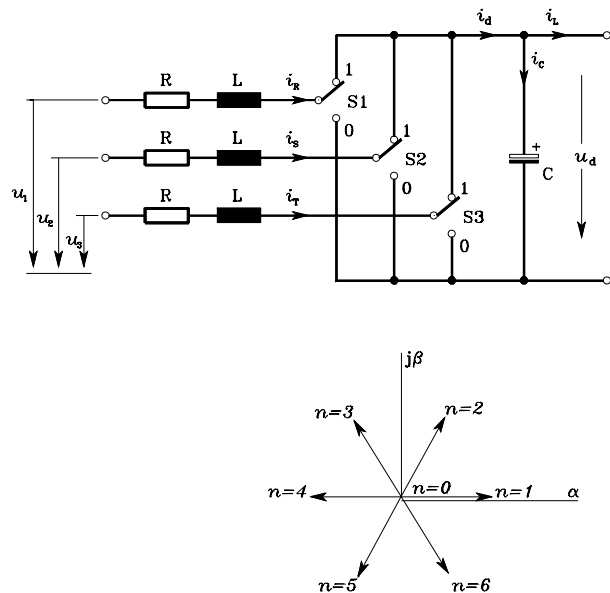 i_d i_L
R L i_R 1 i_C
S1
0
R L i_S 1 +
S2 C u_d
u_1 0
R L i_T 1
u_2 S3
u_3 0
jβ
n=3 n=2
n=4 n=0 n=1 α
n=5 n=6